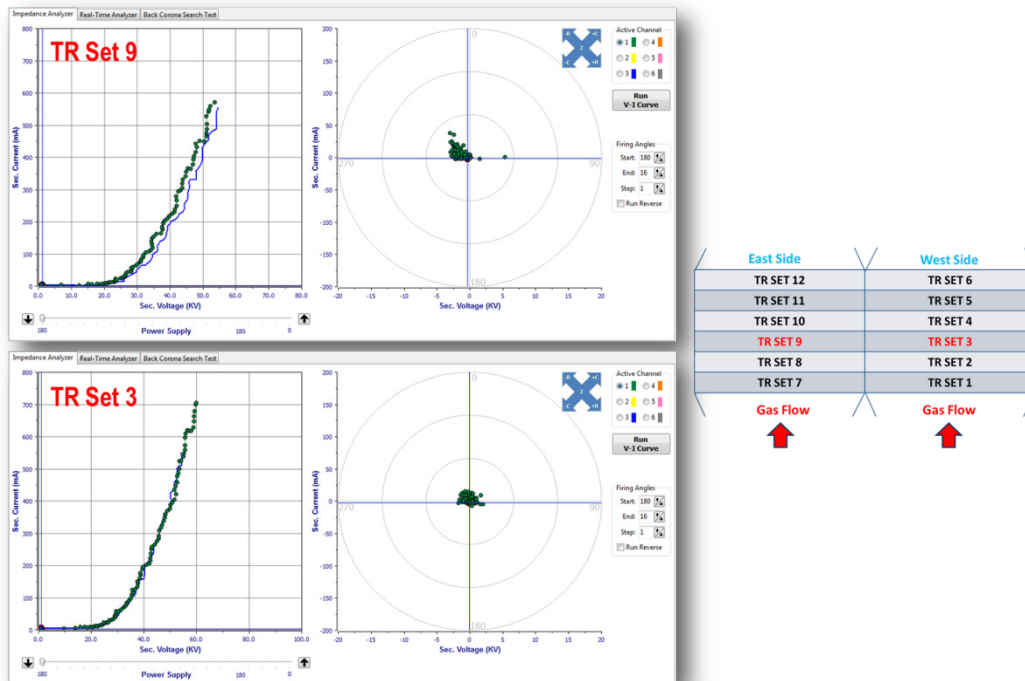 Impedance Analyzer Real-Time Analyzer Back Corona Search Test
TR Set 9
Sec. Current (mA)
800
700
600
500
400
300
200
100
0
0.0 10.0 20.0 30.0 40.0 50.0 60.0 70.0 80.0
Sec. Voltage (KV)
0
180 Power Supply 180 0
Sec. Current (mA)
200
150
100
50
0
-50
-100
-150
-200
0
90
180
270
-20 -15 -10 -5 0 5 10 15 20
Sec. Voltage (KV)
-R +C
Z
-C +R
Active Channel
1 4
2 5
3 6
Run
V-I Curve
Firing Angles
Start: 180
End: 16
Step: 1
Run Reverse
Impedance Analyzer Real-Time Analyzer Back Corona Search Test
TR Set 3
Sec. Current (mA)
800
700
600
500
400
300
200
100
0
0.0 20.0 40.0 60.0 80.0 100.0
Sec. Voltage (KV)
0
180 Power Supply 180 0
Sec. Current (mA)
200
150
100
50
0
-50
-100
-150
-200
0
90
180
270
-20 -15 -10 -5 0 5 10 15 20
Sec. Voltage (KV)
-R +C
Z
-C +R
Active Channel
1 4
2 5
3 6
Run
V-I Curve
Firing Angles
Start: 180
End: 16
Step: 1
Run Reverse
East Side West Side
TR SET 12 TR SET 6
TR SET 11 TR SET 5
TR SET 10 TR SET 4
TR SET 9 TR SET 3
TR SET 8 TR SET 2
TR SET 7 TR SET 1
Gas Flow Gas Flow